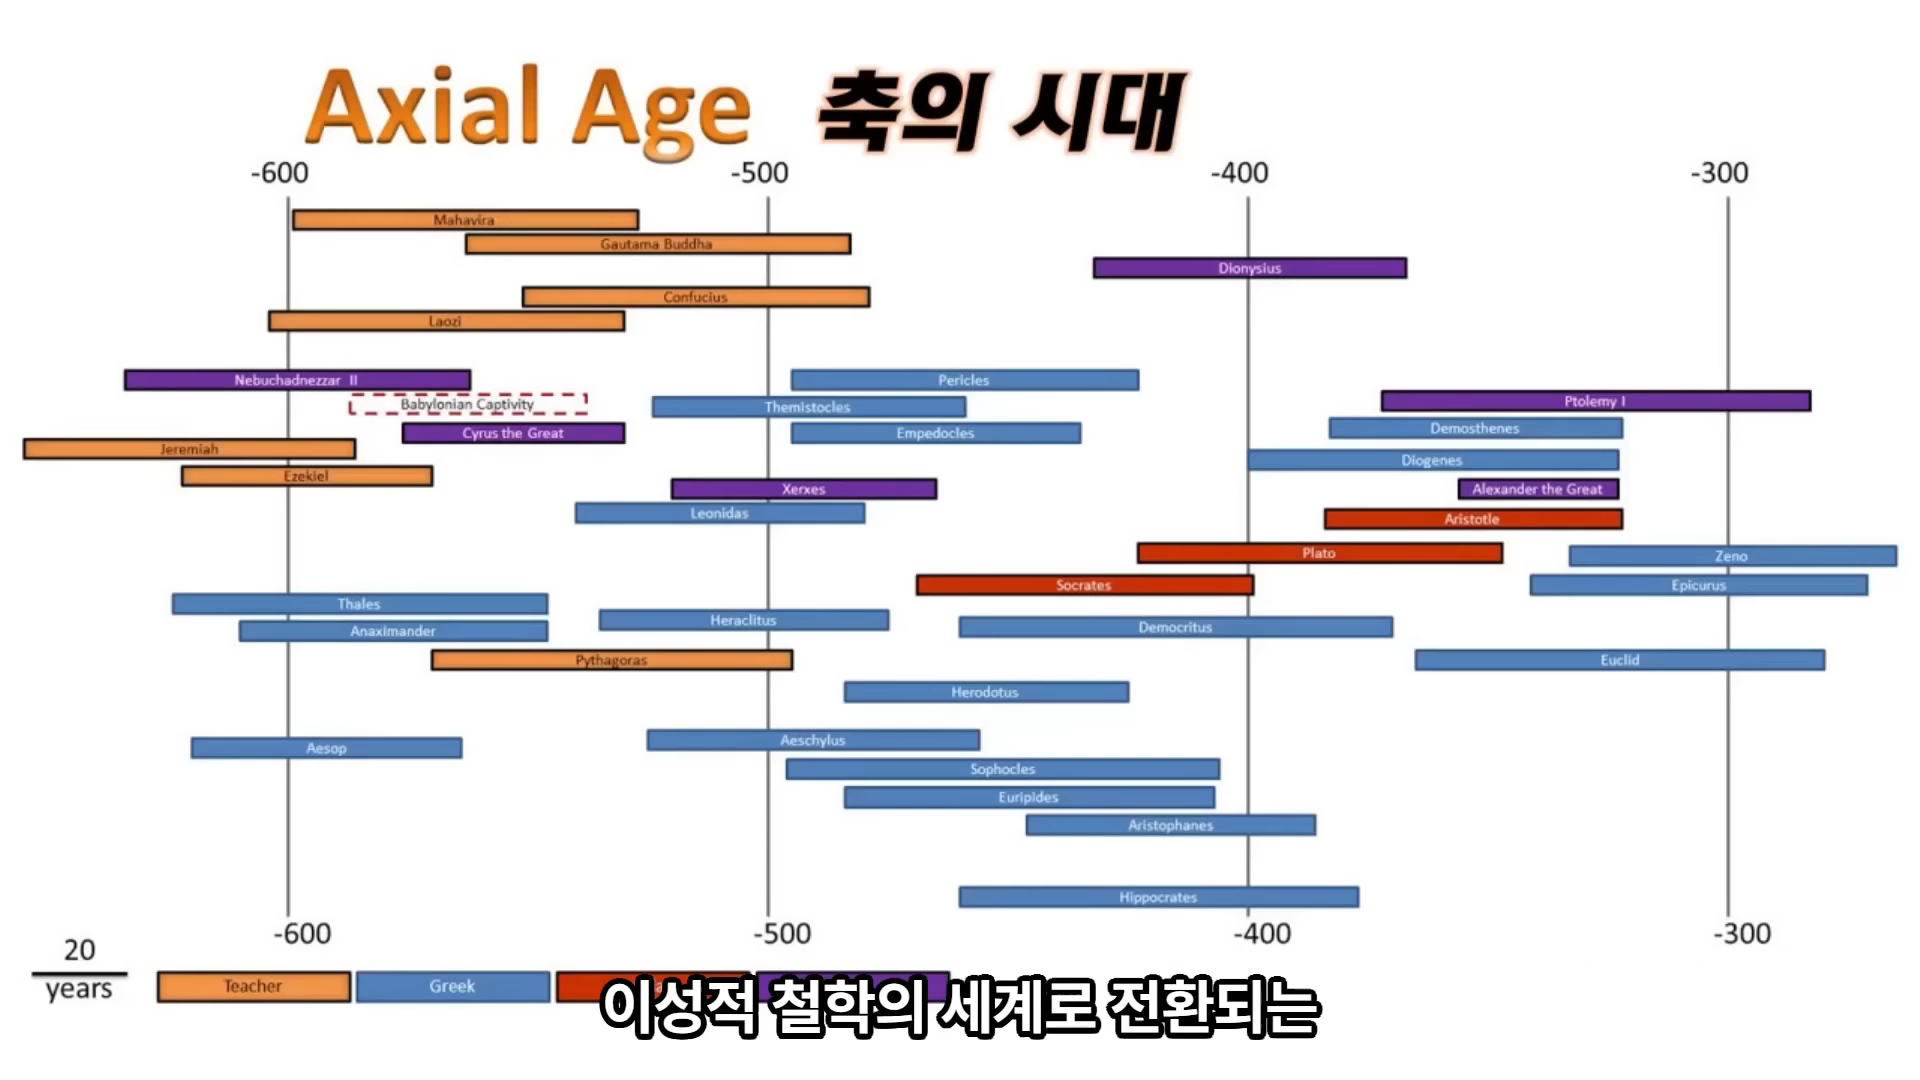 Axial Age 축의 시대
-600 -500 -400 -300
Mahavira
Gautama Buddha
Dionysius
Confucius
Laozi
Nebuchadnezzar II
Pericles
Babylonian Captivity
Themistocles
Ptolemy I
Cyrus the Great
Empedocles
Demosthenes
Jeremiah
Diogenes
Ezekiel
Xerxes
Alexander the Great
Leonidas
Aristotle
Plato
Zeno
Socrates
Epicurus
Thales
Heraclitus
Democritus
Anaximander
Pythagoras
Euclid
Herodotus
Aesop
Aeschylus
Sophocles
Euripides
Aristophanes
Hippocrates
-600 -500 -400 -300
20
years
Teacher
Greek
이성적 철학의 세계로 전환되는